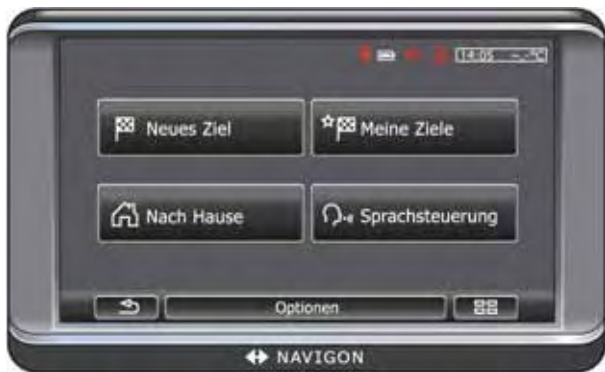 14:05 -.-°C
Neues Ziel
Meine Ziele
Nach Hause
Sprachsteuerung
Optionen
NAVIGON